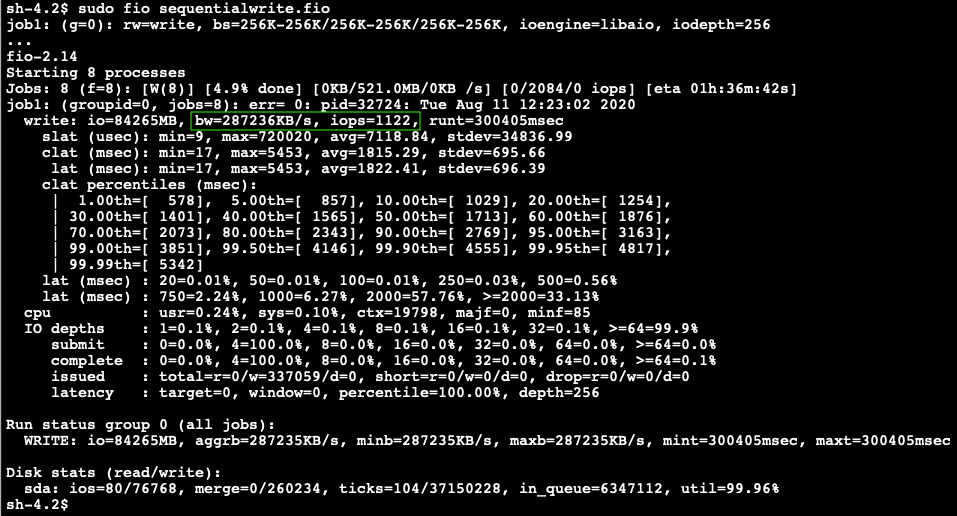 sh-4.2$ sudo fio sequentialwrite.fio
job1: (g=0): rw=write, bs=256K-256K/256K-256K/256K-256K, ioengine=libaio, iodepth=256
...
fio-2.14
Starting 8 processes
Jobs: 8 (f=8): [W(8)] [4.9% done] [0KB/521.0MB/0KB /s] [0/2084/0 iops] [eta 01h:36m:42s]
job1: (groupid=0, jobs=8): err= 0: pid=32724: Tue Aug 11 12:23:02 2020
  write: io=84265MB, bw=287236KB/s, iops=1122, runt=300405msec
    slat (usec): min=9, max=720020, avg=7118.84, stdev=34836.99
    clat (msec): min=17, max=5453, avg=1815.29, stdev=695.66
     lat (msec): min=17, max=5453, avg=1822.41, stdev=696.39
    clat percentiles (msec):
     |  1.00th=[  578],  5.00th=[  857], 10.00th=[ 1029], 20.00th=[ 1254],
     | 30.00th=[ 1401], 40.00th=[ 1565], 50.00th=[ 1713], 60.00th=[ 1876],
     | 70.00th=[ 2073], 80.00th=[ 2343], 90.00th=[ 2769], 95.00th=[ 3163],
     | 99.00th=[ 3851], 99.50th=[ 4146], 99.90th=[ 4555], 99.95th=[ 4817],
     | 99.99th=[ 5342]
    lat (msec) : 20=0.01%, 50=0.01%, 100=0.01%, 250=0.03%, 500=0.56%
    lat (msec) : 750=2.24%, 1000=6.27%, 2000=57.76%, >=2000=33.13%
  cpu          : usr=0.24%, sys=0.10%, ctx=19798, majf=0, minf=85
  IO depths    : 1=0.1%, 2=0.1%, 4=0.1%, 8=0.1%, 16=0.1%, 32=0.1%, >=64=99.9%
     submit    : 0=0.0%, 4=100.0%, 8=0.0%, 16=0.0%, 32=0.0%, 64=0.0%, >=64=0.0%
     complete  : 0=0.0%, 4=100.0%, 8=0.0%, 16=0.0%, 32=0.0%, 64=0.0%, >=64=0.1%
     issued    : total=r=0/w=337059/d=0, short=r=0/w=0/d=0, drop=r=0/w=0/d=0
     latency   : target=0, window=0, percentile=100.00%, depth=256

Run status group 0 (all jobs):
  WRITE: io=84265MB, aggrb=287235KB/s, minb=287235KB/s, maxb=287235KB/s, mint=300405msec, maxt=300405msec

Disk stats (read/write):
  sda: ios=80/76768, merge=0/260234, ticks=104/37150228, in_queue=6347112, util=99.96%
sh-4.2$